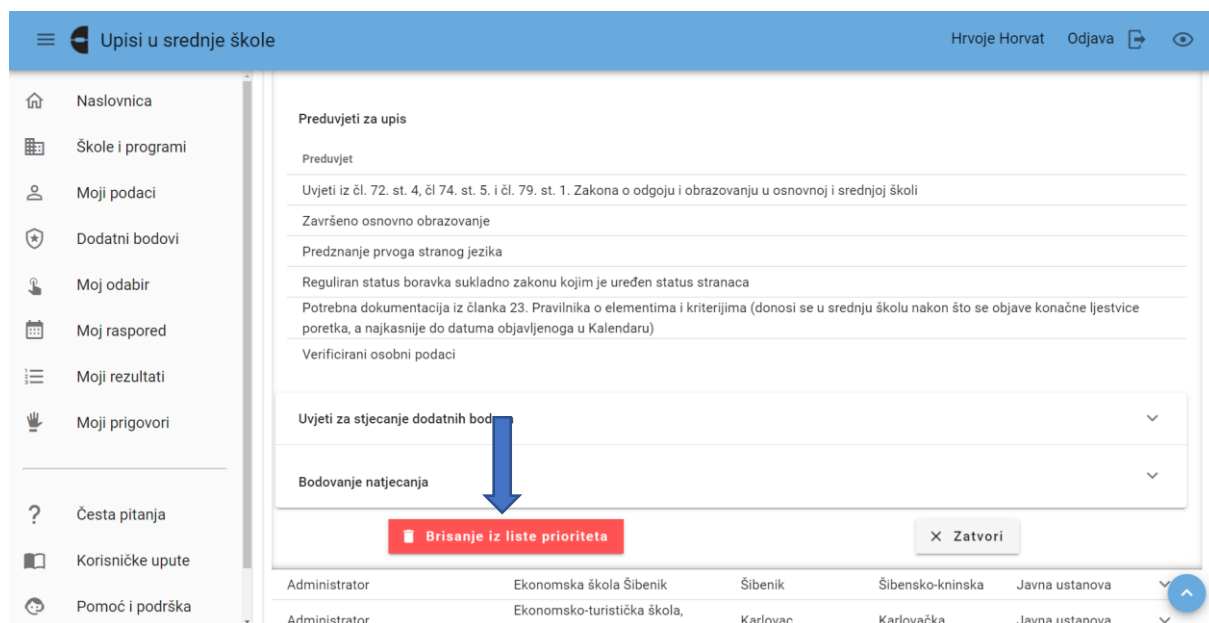 Upisi u srednje škole
Hrvoje Horvat Odjava
Naslovnica
Škole i programi
Moji podaci
Dodatni bodovi
Moj odabir
Moj raspored
Moji rezultati
Moji prigovori
Česta pitanja
Korisničke upute
Pomoć i podrška
Preduvjeti za upis
Preduvjet
Uvjeti iz čl. 72. st. 4, čl 74. st. 5. i čl. 79. st. 1. Zakona o odgoju i obrazovanju u osnovnoj i srednjoj školi
Završeno osnovno obrazovanje
Predznanje prvoga stranog jezika
Reguliran status boravka sukladno zakonu kojim je uređen status stranaca
Potrebna dokumentacija iz članka 23. Pravilnika o elementima i kriterijima (donosi se u srednju školu nakon što se objave konačne ljestvice
poretka, a najkasnije do datuma objavljenoga u Kalendaru)
Verificirani osobni podaci
Uvjeti za stjecanje dodatnih
Bodovanje natjecanja
Brisanje iz liste prioriteta
Zatvori
Administrator Ekonomska škola Šibenik Šibenik Šibensko-kninska Javna ustanova
Administrator Ekonomsko-turistička škola, Karlovac Karlovačka Javna ustanova